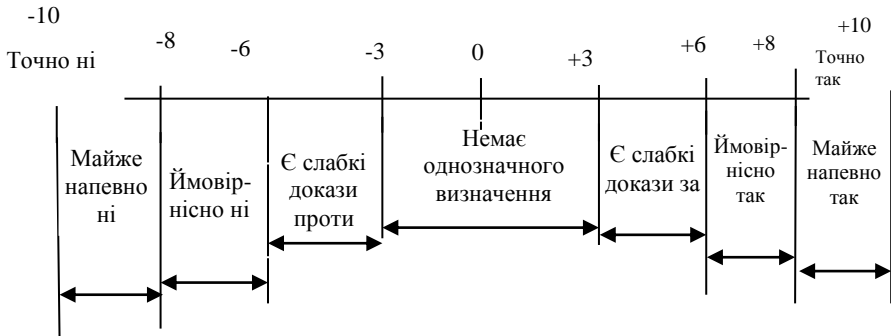 -10
-8
-6
-3
0
+3
+6
+8
+10
Точно ні
Точно
так
Майже
напевно
ні
Ймовір-
нісно ні
Є слабкі
докази
проти
Немає
однозначного
визначення
Є слабкі
докази за
Ймовір-
нісно
так
Майже
напевно
так